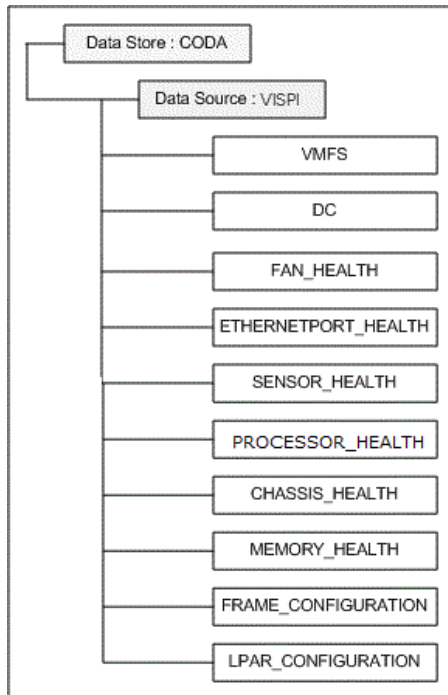 Data Store : CODA
Data Source : VISPI
VMFS
DC
FAN_HEALTH
ETHERNETPORT_HEALTH
SENSOR_HEALTH
PROCESSOR_HEALTH
CHASSIS_HEALTH
MEMORY_HEALTH
FRAME_CONFIGURATION
LPAR_CONFIGURATION